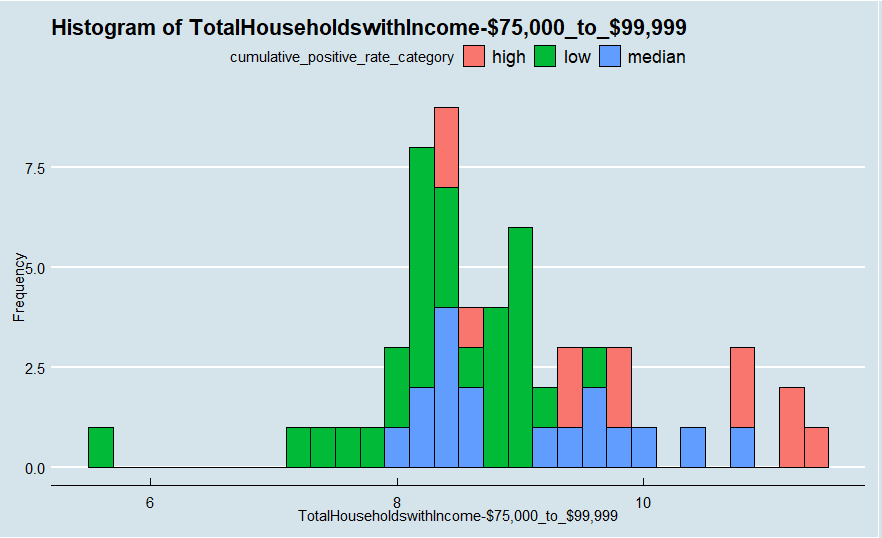 Histogram of TotalHouseholdswithIncome-$75,000_to_$99,999
cumulative_positive_rate_category high low median
7.5
5.0
2.5
0.0
Frequency
6 8 10
TotalHouseholdswithIncome-$75,000_to_$99,999